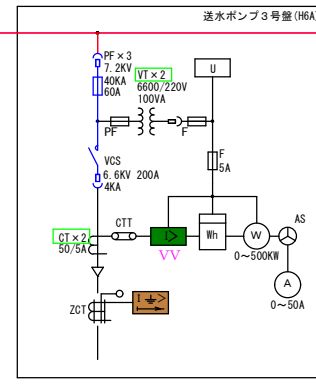 送水ポンプ3号盤(H6A)
PF×3
7.2KV
40KA
60A
VT×2
6600/220V
100VA
U
PF
F
F
5A
VCS
6.6KV 200A
4KA
CT×2
50/5A
CTT
I>
VV
Wh
W
0～500KW
AS
A
0～50A
ZCT
I >